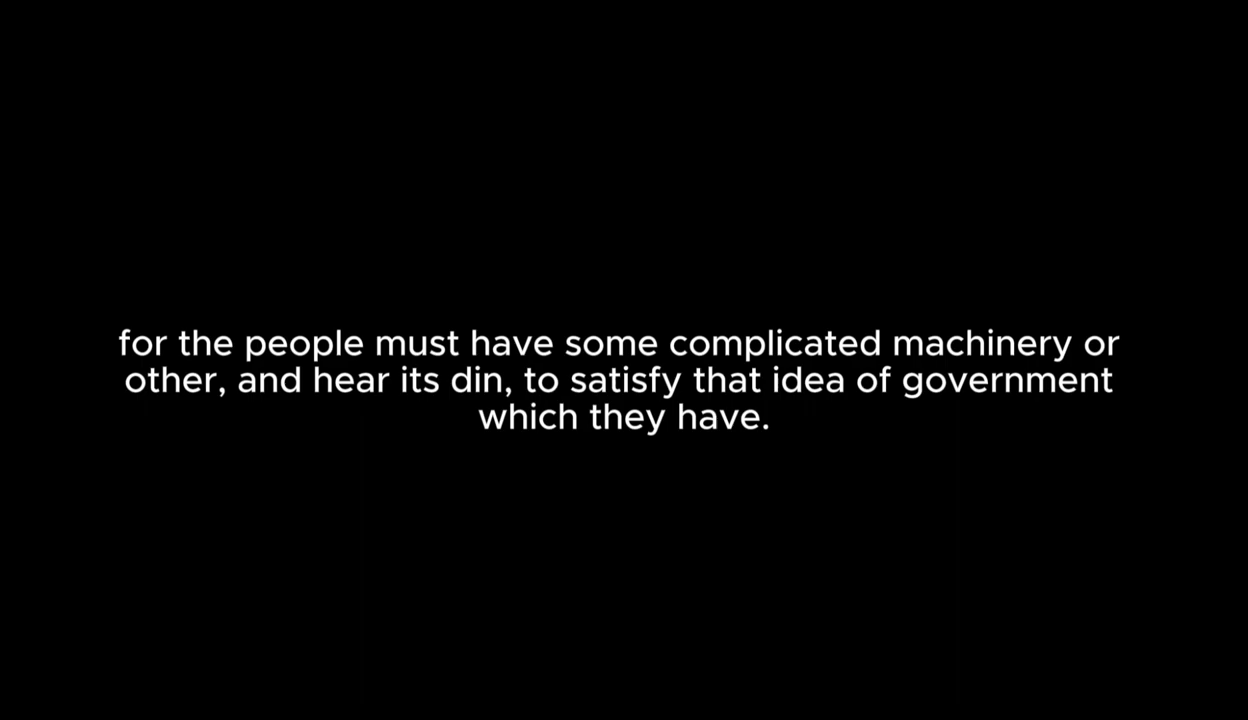 for the people must have some complicated machinery or
other, and hear its din, to satisfy that idea of government
which they have.